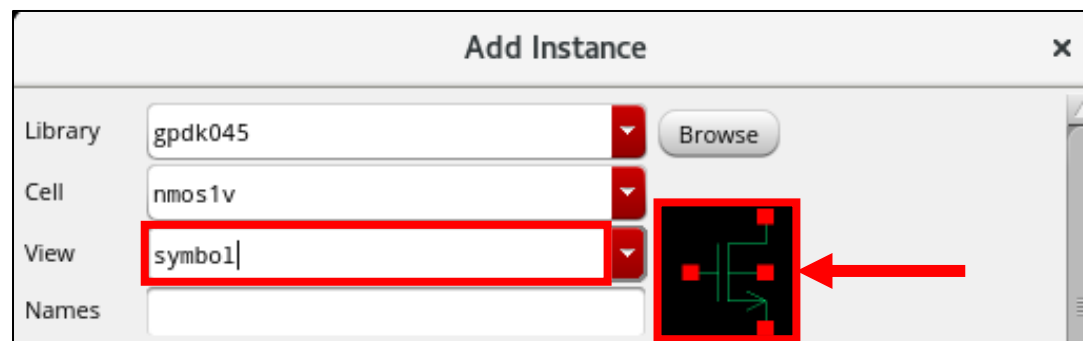 Add Instance
Library gpdk045 Browse
Cell nmos1v
View symbol
Names